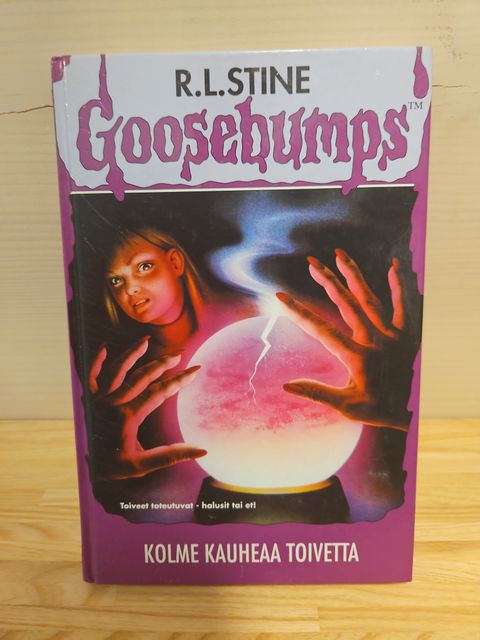 R.L.STINE
Goosebumps™
Toiveet toteutuvat - halusit tai et!
KOLME KAUHEAA TOIVETTA